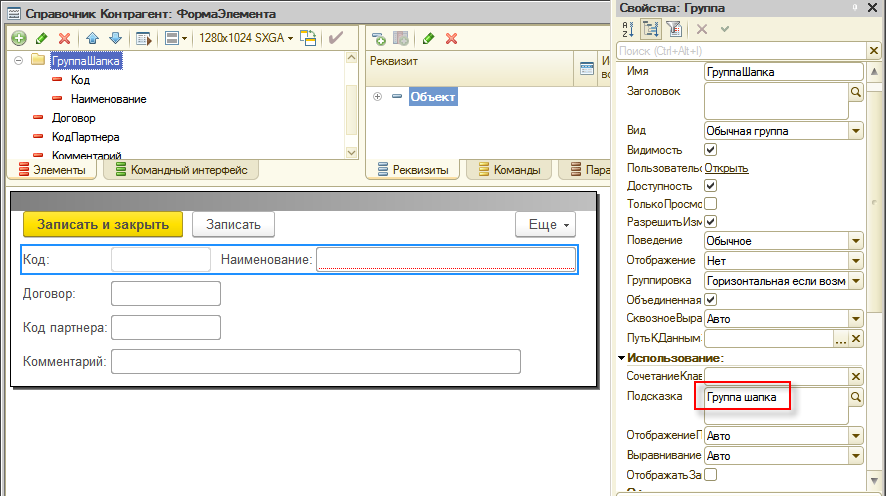 Справочник Контрагент: ФормаЭлемента
1280x1024 SXGA
ГруппаШапка
Код
Наименование
Договор
КодПартнера
Комментарий
Элементы
Командный интерфейс
Реквизит
И
вс
Объект
Реквизиты
Команды
Пара
Записать и закрыть
Записать
Еще
Код:
Наименование:
Договор:
Код партнера:
Комментарий:
Свойства: Группа
Поиск (Ctrl+Alt+I)
Имя
ГруппаШапка
Заголовок
Вид
Обычная группа
Видимость
Пользователь
Открыть
Доступность
ТолькоПросмо
РазрешитьИзм
Поведение
Обычное
Отображение
Нет
Группировка
Горизонтальная если возм
Объединенная
СквозноеВыра
Авто
ПутьКДанным
...
Использование:
СочетаниеКлав
Подсказка
Группа шапка
ОтображениеП
Авто
Выравнивание
Авто
ОтображатьЗа